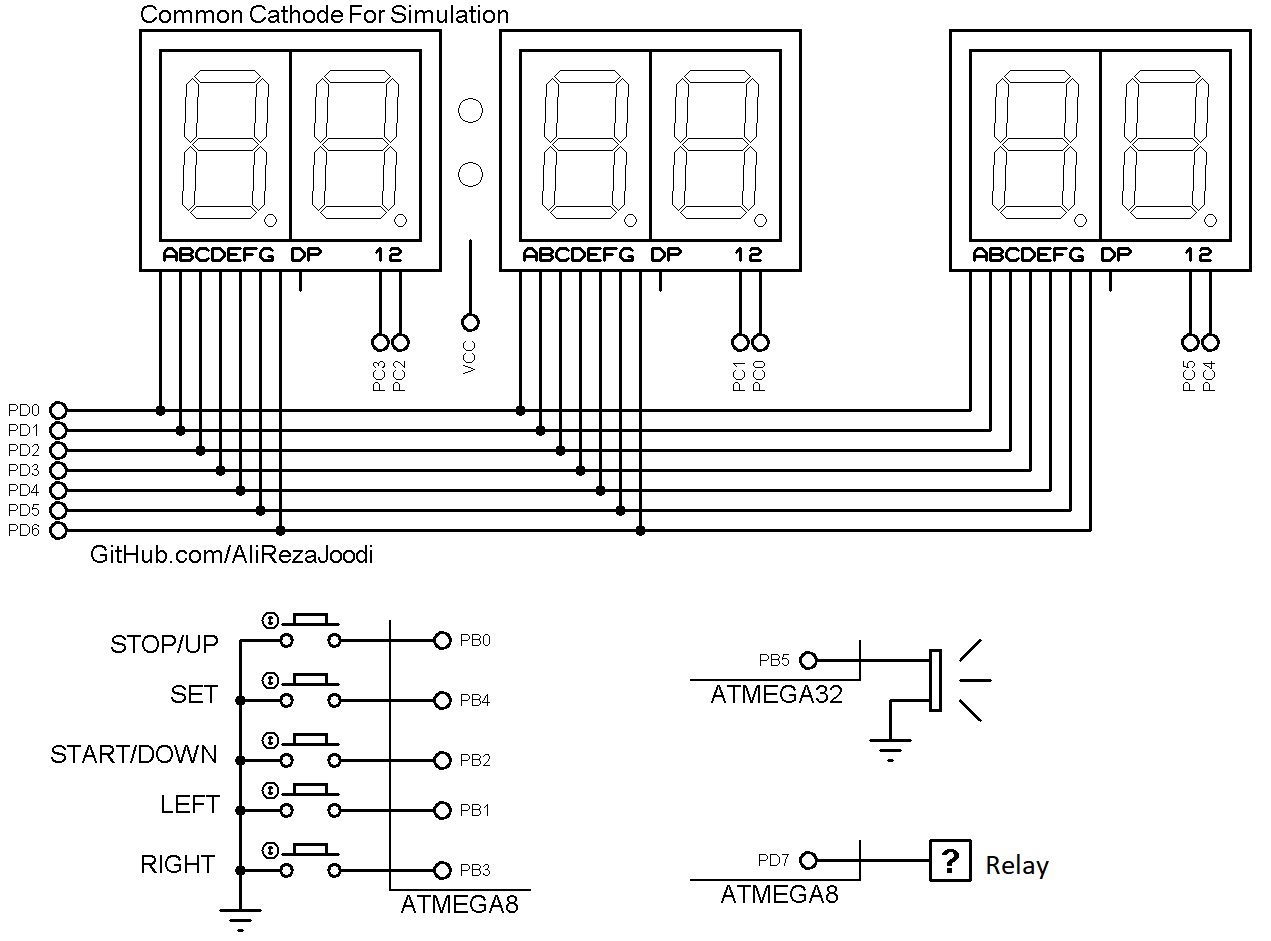 Common Cathode For Simulation
ABCDEFG DP 12
ABCDEFG DP 12
ABCDEFG DP 12
PC3
PC2
VCC
PC1
PC0
PC5
PC4
PD0
PD1
PD2
PD3
PD4
PD5
PD6
GitHub.com/AliRezaJoodi
STOP/UP
PB0
SET
PB4
START/DOWN
PB2
LEFT
PB1
RIGHT
PB3
ATMEGA8
PB5
ATMEGA32
PD7
? Relay
ATMEGA8